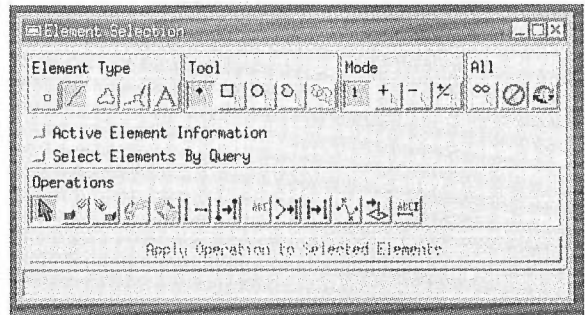 Element Selection
Element Type Tool Mode All
Active Element Information
Select Elements By Query
Operations
Apply Operation to Selected Elements